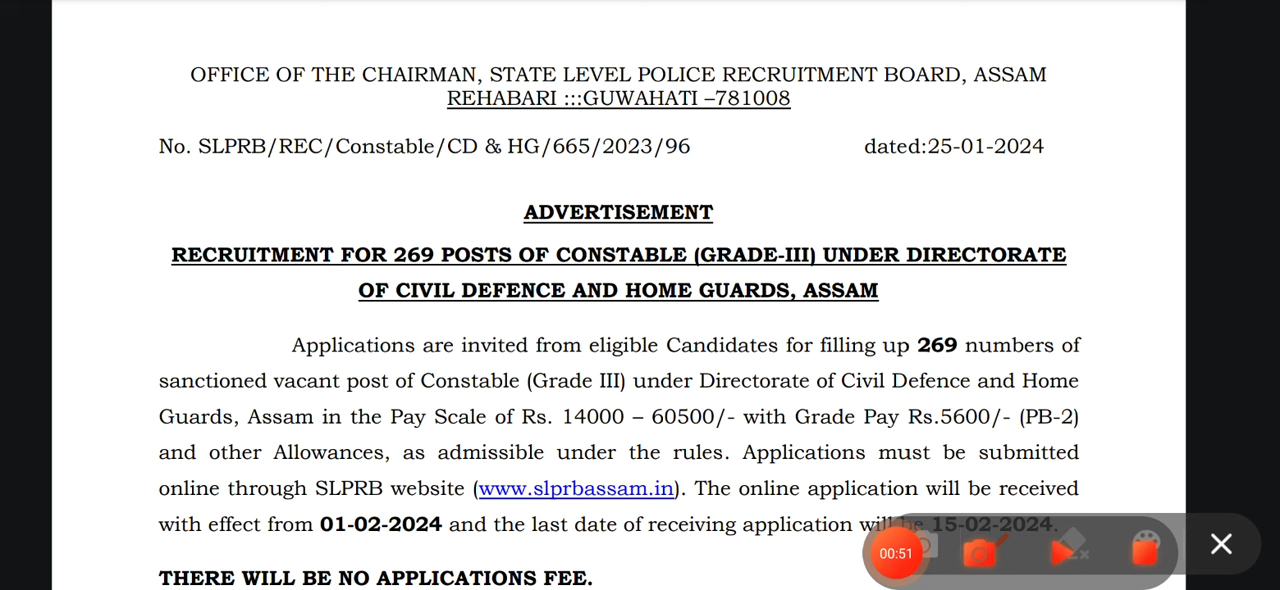 OFFICE OF THE CHAIRMAN, STATE LEVEL POLICE RECRUITMENT BOARD, ASSAM
REHABARI :::GUWAHATI –781008
No. SLPRB/REC/Constable/CD & HG/665/2023/96 dated:25-01-2024
ADVERTISEMENT
RECRUITMENT FOR 269 POSTS OF CONSTABLE (GRADE-III) UNDER DIRECTORATE
OF CIVIL DEFENCE AND HOME GUARDS, ASSAM
Applications are invited from eligible Candidates for filling up 269 numbers of
sanctioned vacant post of Constable (Grade III) under Directorate of Civil Defence and Home
Guards, Assam in the Pay Scale of Rs. 14000 – 60500/- with Grade Pay Rs.5600/- (PB-2)
and other Allowances, as admissible under the rules. Applications must be submitted
online through SLPRB website (www.slprbassam.in). The online application will be received
with effect from 01-02-2024 and the last date of receiving application will be 15-02-2024.
00:51
THERE WILL BE NO APPLICATIONS FEE.